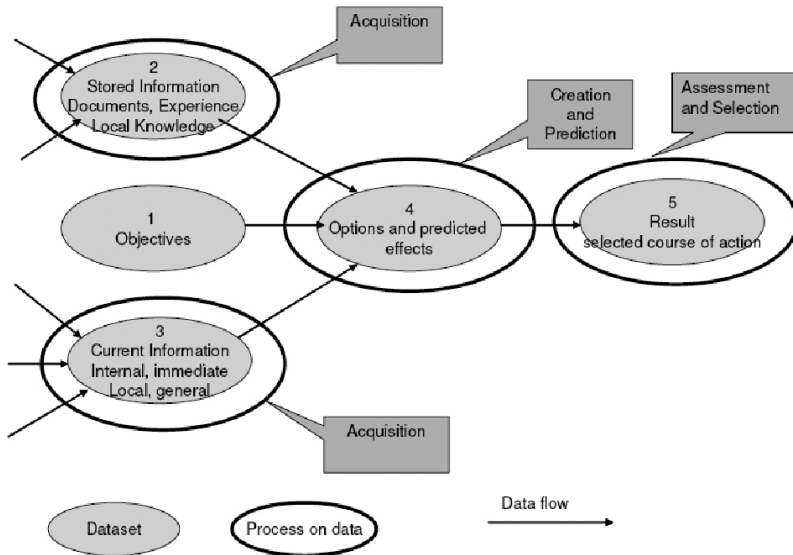 Acquisition
2
Stored Information
Documents, Experience
Local Knowledge
Creation
and
Prediction
Assessment
and Selection
1
Objectives
4
Options and predicted
effects
5
Result
selected course of action
3
Current Information
Internal, immediate
Local, general
Acquisition
Data flow
Dataset
Process on data